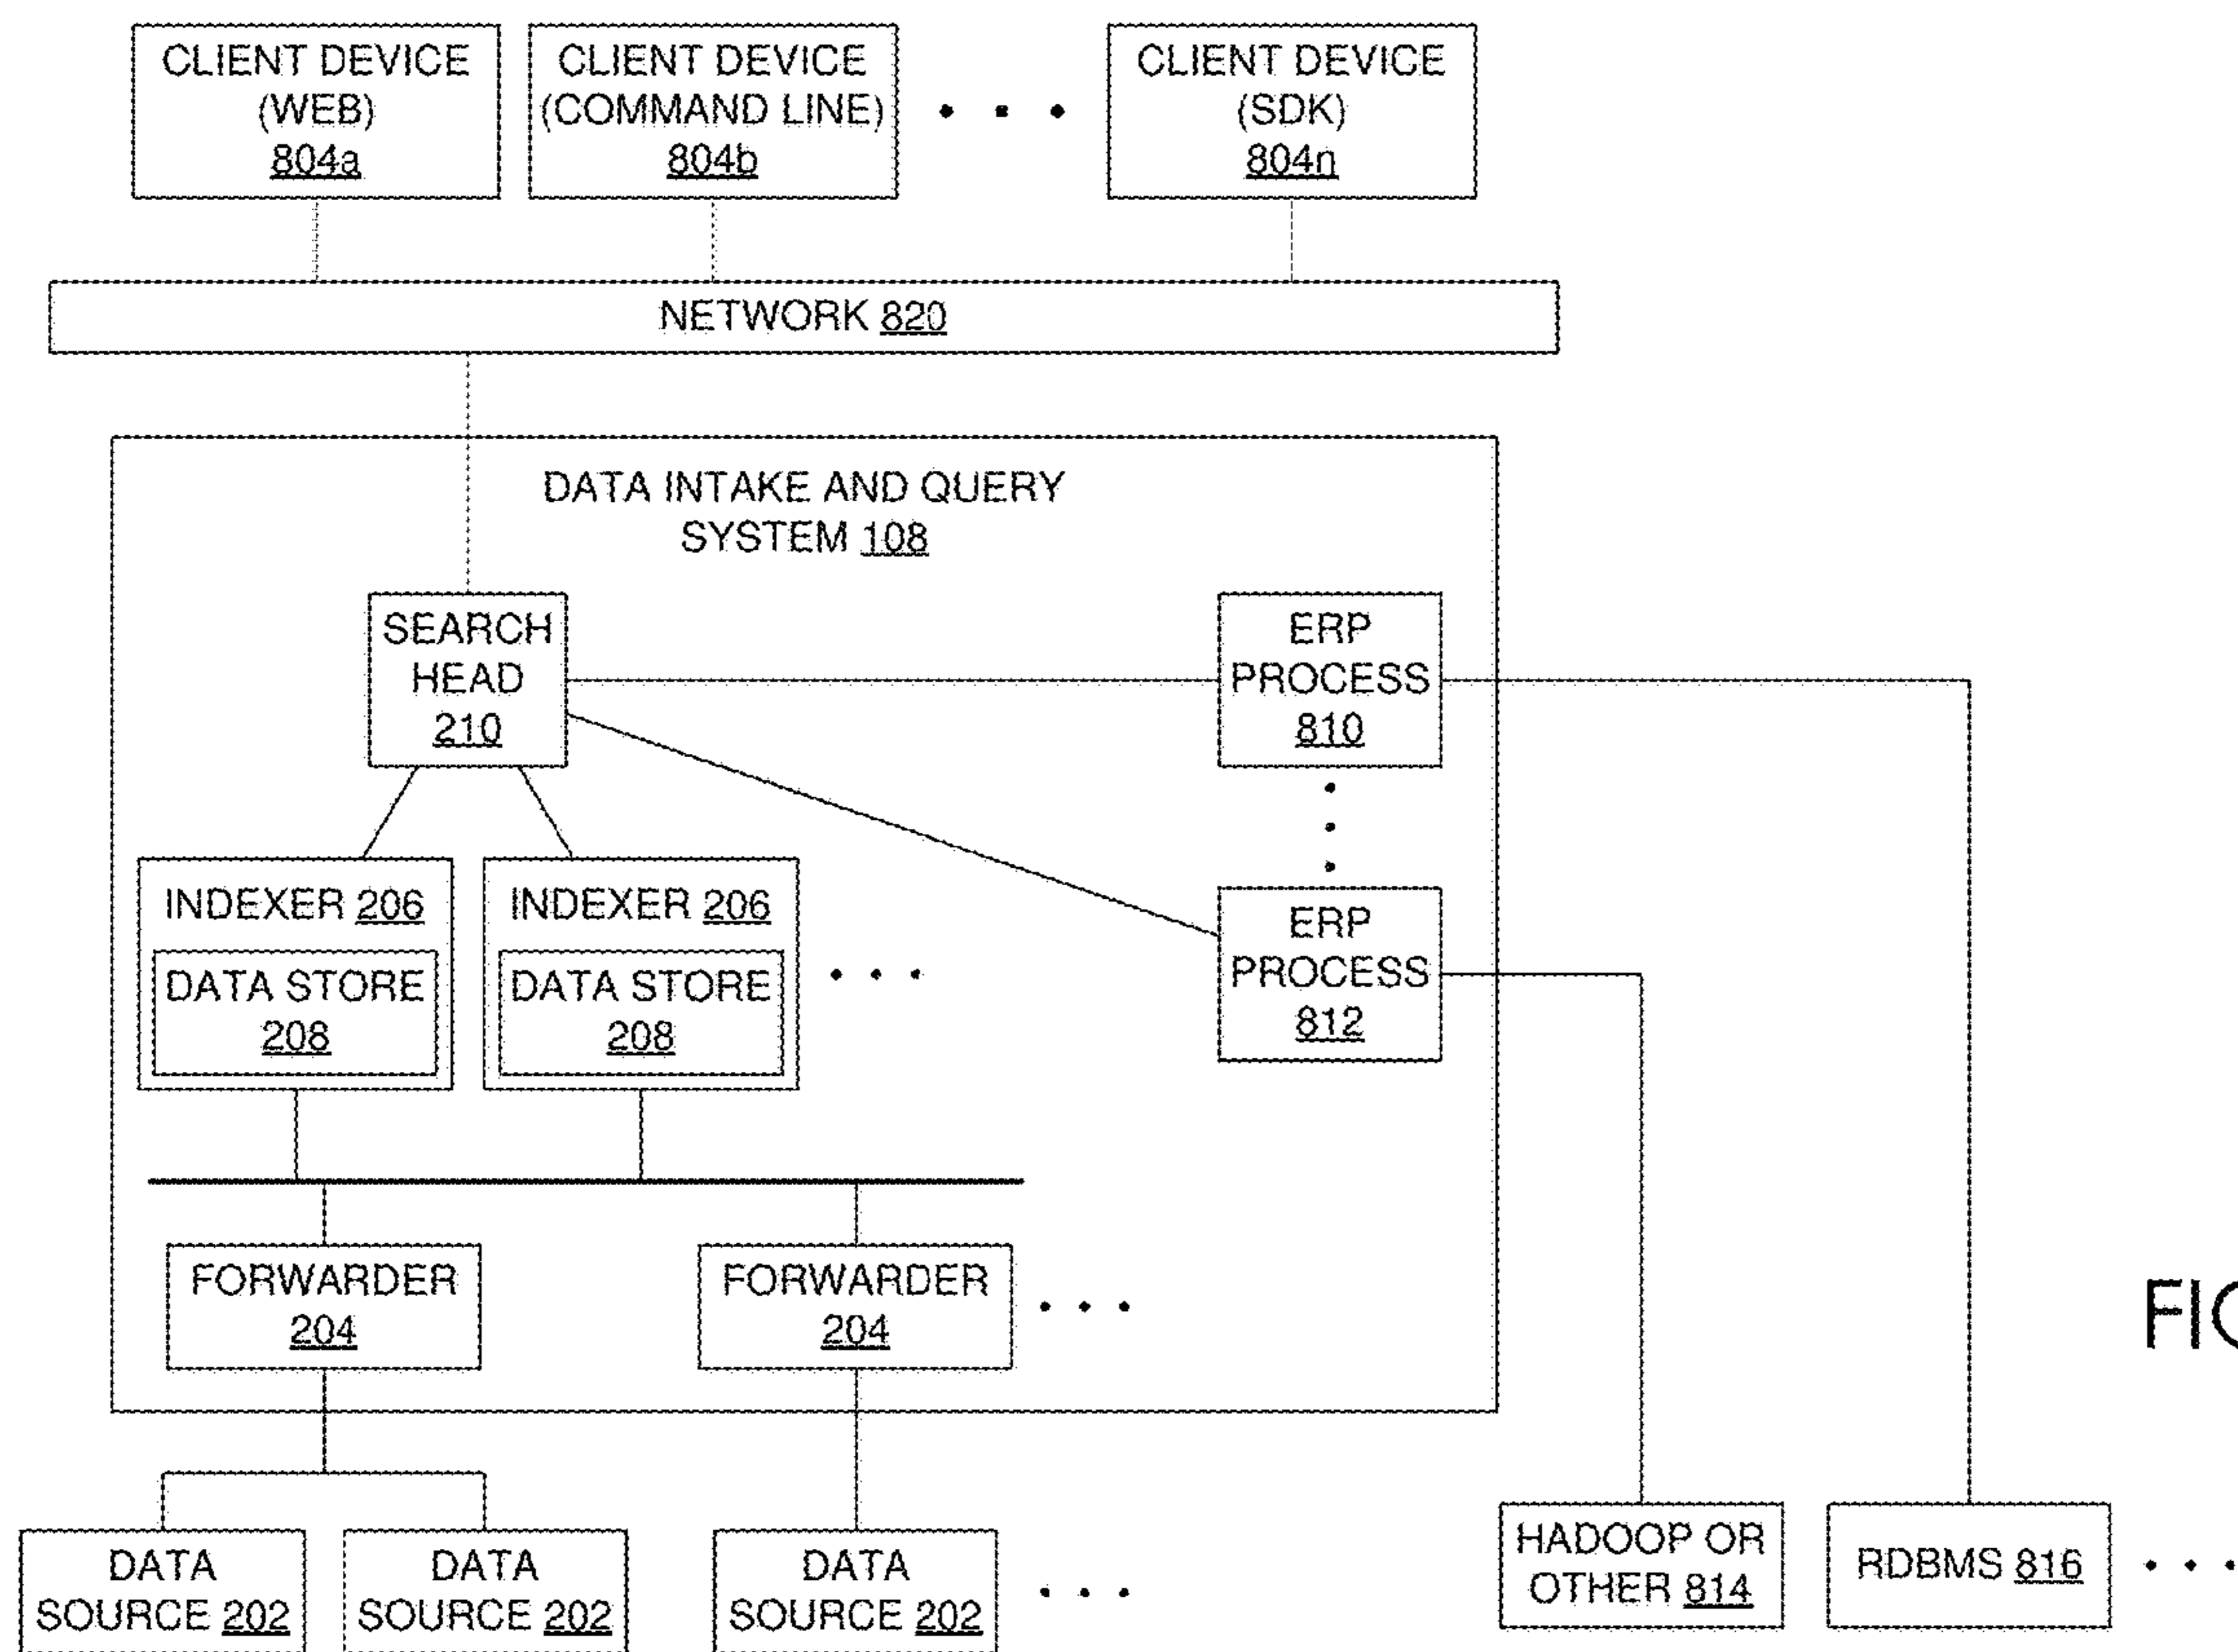 CLIENT DEVICE
(WEB)
804a
CLIENT DEVICE
(COMMAND LINE)
804b
CLIENT DEVICE
(SDK)
804n
NETWORK 820
DATA INTAKE AND QUERY
SYSTEM 108
SEARCH
HEAD
210
ERP
PROCESS
810
INDEXER 206
DATA STORE
208
INDEXER 206
DATA STORE
208
ERP
PROCESS
812
FORWARDER
204
FORWARDER
204
DATA
SOURCE 202
DATA
SOURCE 202
DATA
SOURCE 202
HADOOP OR
OTHER 814
RDBMS 816